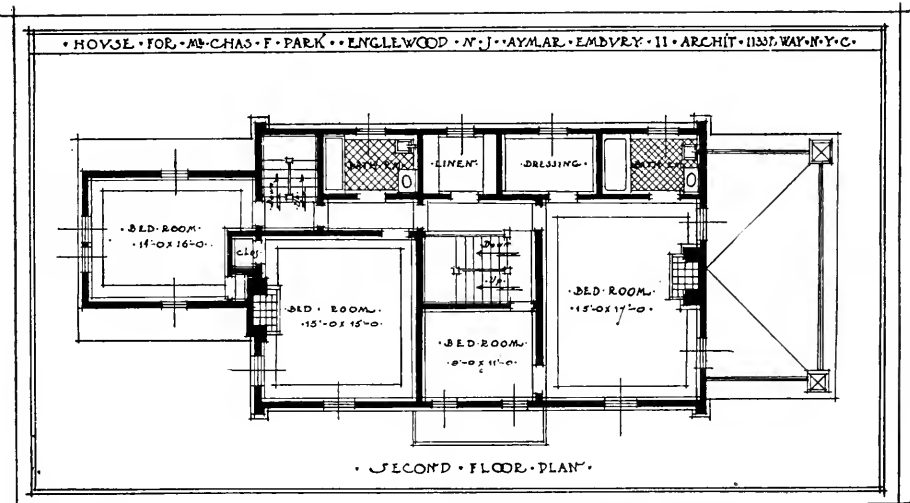 · HOVSE · FOR · MR · CHAS · F · PARK · · ENGLEWOOD · N · J · · AYMAR · EMBVRY · II · ARCHIT · 1133 B'WAY · N · Y · C ·
BATH RM
· LINEN ·
· DRESSING ·
BATH RM
· BED · ROOM ·
· 14'-0 X 16'-0 ·
Down
Clos.
Down
Up
· BED · ROOM ·
· 15'-0 X 15'-0 ·
· BED · ROOM ·
· 15'-0 X 17'-0 ·
· BED · ROOM ·
X 11'-0 ·
· SECOND · FLOOR · PLAN ·